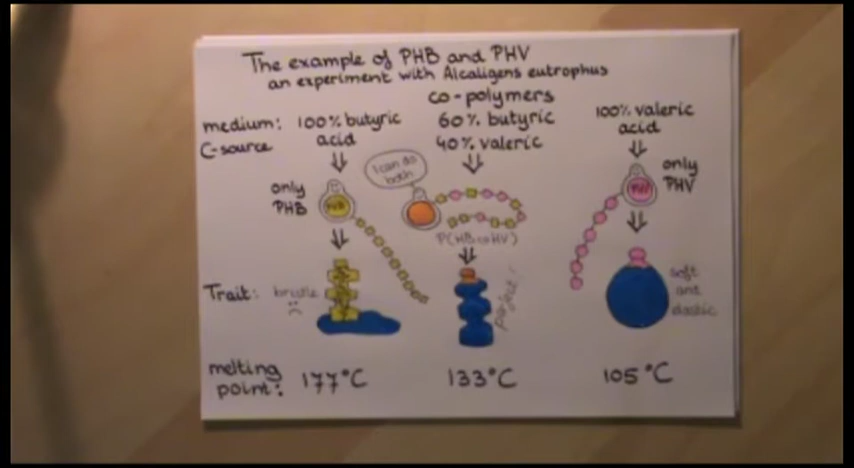 The example of PHB and PHV
an experiment with Alcaligens eutrophus
co-polymers
medium: 100% butyric 60% butyric 100% valeric
C-source acid 40% valeric acid
I can do
both
only
PHB
PHB
only
PHV
PHV
P(HB-co-HV)
Trait: bristle
perfect!
soft
and
elastic
melting
point: 177°C 133°C 105°C